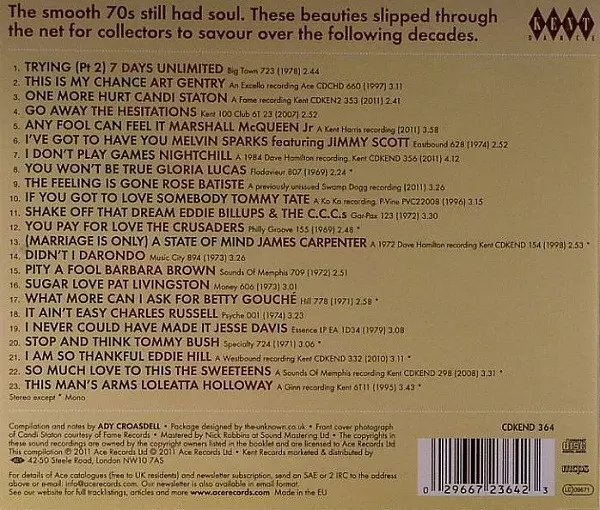 The smooth 70s still had soul. These beauties slipped through
the net for collectors to savour over the following decades.
KENT
DANCE
1. TRYING (Pt 2) 7 DAYS UNLIMITED Big Town 723 (1978) 2.44
2. THIS IS MY CHANCE ART GENTRY An Excello recording Ace CDCHD 660 (1997) 3.11
3. ONE MORE HURT CANDI STATON A Fame recording CDKEN2 353 (2011) 2.41
4. GO AWAY THE HESITATIONS Kent 100 Club 6T 23 (2007) 2.52
5. ANY FOOL CAN FEEL IT MARSHALL McQUEEN Jr A Kent Harris recording (2011) 3.58
6. I'VE GOT TO HAVE YOU MELVIN SPARKS featuring JIMMY SCOTT Eastbound 628 (1974) 2.52
7. I DON'T PLAY GAMES NIGHTCHILL A 1984 Dave Hamilton recording. Kent CDKEND 356 (2011) 4.12
8. YOU WON'T BE TRUE GLORIA LUCAS Flodavieur 807 (1969) 2.24 *
9. THE FEELING IS GONE ROSE BATISTE A previously unissued Swamp Dogg recording (2011) 3.26
10. IF YOU GOT TO LOVE SOMEBODY TOMMY TATE A Ko Ko recording. P-Vine PVC22008 (1996) 3.15
11. SHAKE OFF THAT DREAM EDDIE BILLUPS & THE C.C.C.s Gar-Pax 123 (1972) 3.30
12. YOU PAY FOR LOVE THE CRUSADERS Philly Groove 155 (1969) 2.48 *
13. (MARRIAGE IS ONLY) A STATE OF MIND JAMES CARPENTER A 1972 Dave Hamilton recording Kent CDKEND 154 (1998) 2.53 *
14. DIDN'T I DARONDO Music City 894 (1973) 3.26
15. PITY A FOOL BARBARA BROWN Sounds Of Memphis 709 (1972) 2.51
16. SUGAR LOVE PAT LIVINGSTON Money 606 (1973) 3.01
17. WHAT MORE CAN I ASK FOR BETTY GOUCHÉ Hill 778 (1971) 2.58 *
18. IT AIN'T EASY CHARLES RUSSELL Psyche 001 (1974) 3.23
19. I NEVER COULD HAVE MADE IT JESSE DAVIS Essence LP EA 1D34 (1979) 3.08
20. STOP AND THINK TOMMY BUSH Specialty 724 (1971) 3.06 *
21. I AM SO THANKFUL EDDIE HILL A Westbound recording Kent CDKEND 332 (2010) 3.11 *
22. SO MUCH LOVE TO THIS THE SWEETEENS A Sounds Of Memphis recording Kent CDKEND 298 (2008) 3.31 *
23. THIS MAN'S ARMS LOLEATTA HOLLOWAY A Ginn recording Kent 6T11 (1995) 3.43 *
Stereo except * Mono
Compilation and notes by ADY CROASDELL • Package designed by the-unknown.co.uk • Front cover photograph
of Candi Staton courtesy of Fame Records • Mastered by Nick Robbins at Sound Mastering Ltd • The copyrights in
these sound recordings are owned by the copyright owners listed in the booklet and are licensed to Ace Records Ltd
This compilation ℗ 2011 Ace Records Ltd © 2011 Ace Records Ltd • Kent Records marketed & distributed by
42-50 Steele Road, London NW10 7AS
For details of Ace catalogues (free to UK residents) and newsletter subscription, send an SAE or 2 IRC to the address
above or e-mail: info@acerecords.com. Our newsletter is also available via e-mail.
See our website for full tracklistings, articles and more www.acerecords.com Made in the EU
CDKEND 364
0 29667 23642 3
mcps
LC 09671